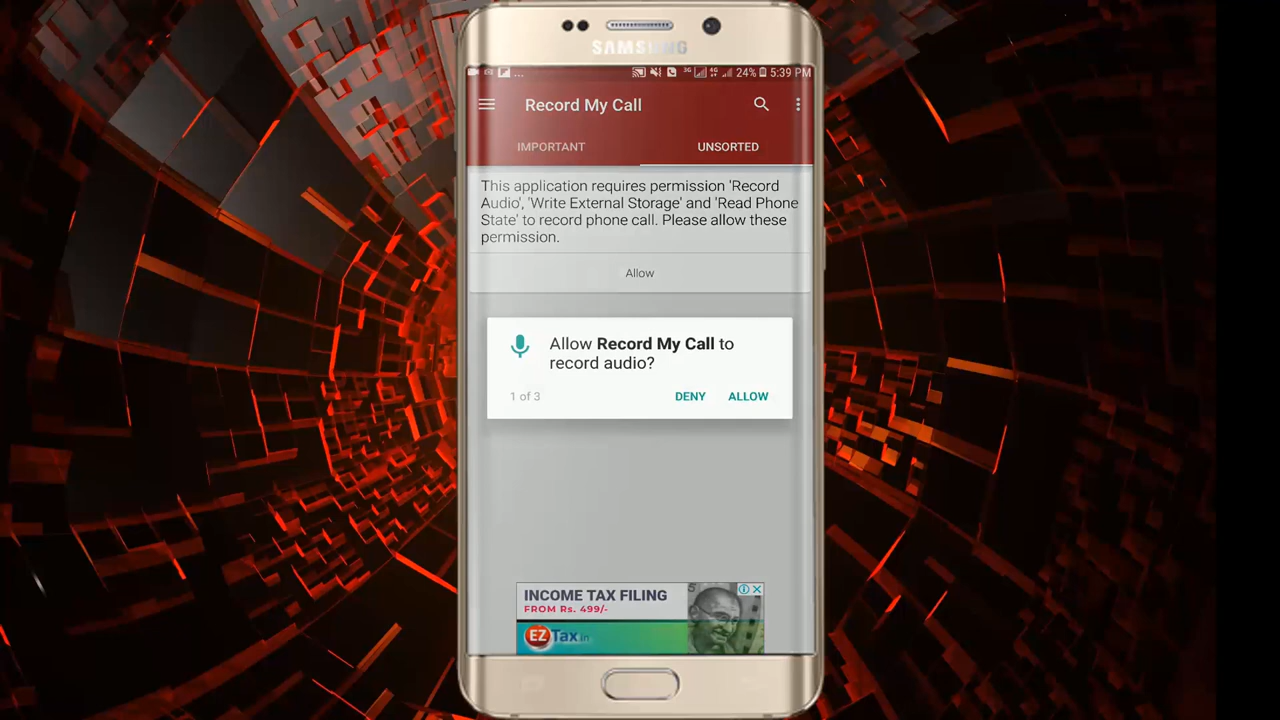 SAMSUNG
... 3G 4G 24% 5:39 PM
Record My Call
IMPORTANT UNSORTED
This application requires permission 'Record
Audio', 'Write External Storage' and 'Read Phone
State' to record phone call. Please allow these
permission.
Allow
Allow Record My Call to
record audio?
1 of 3 DENY ALLOW
INCOME TAX FILING
FROM Rs. 499/-
EZTax.in